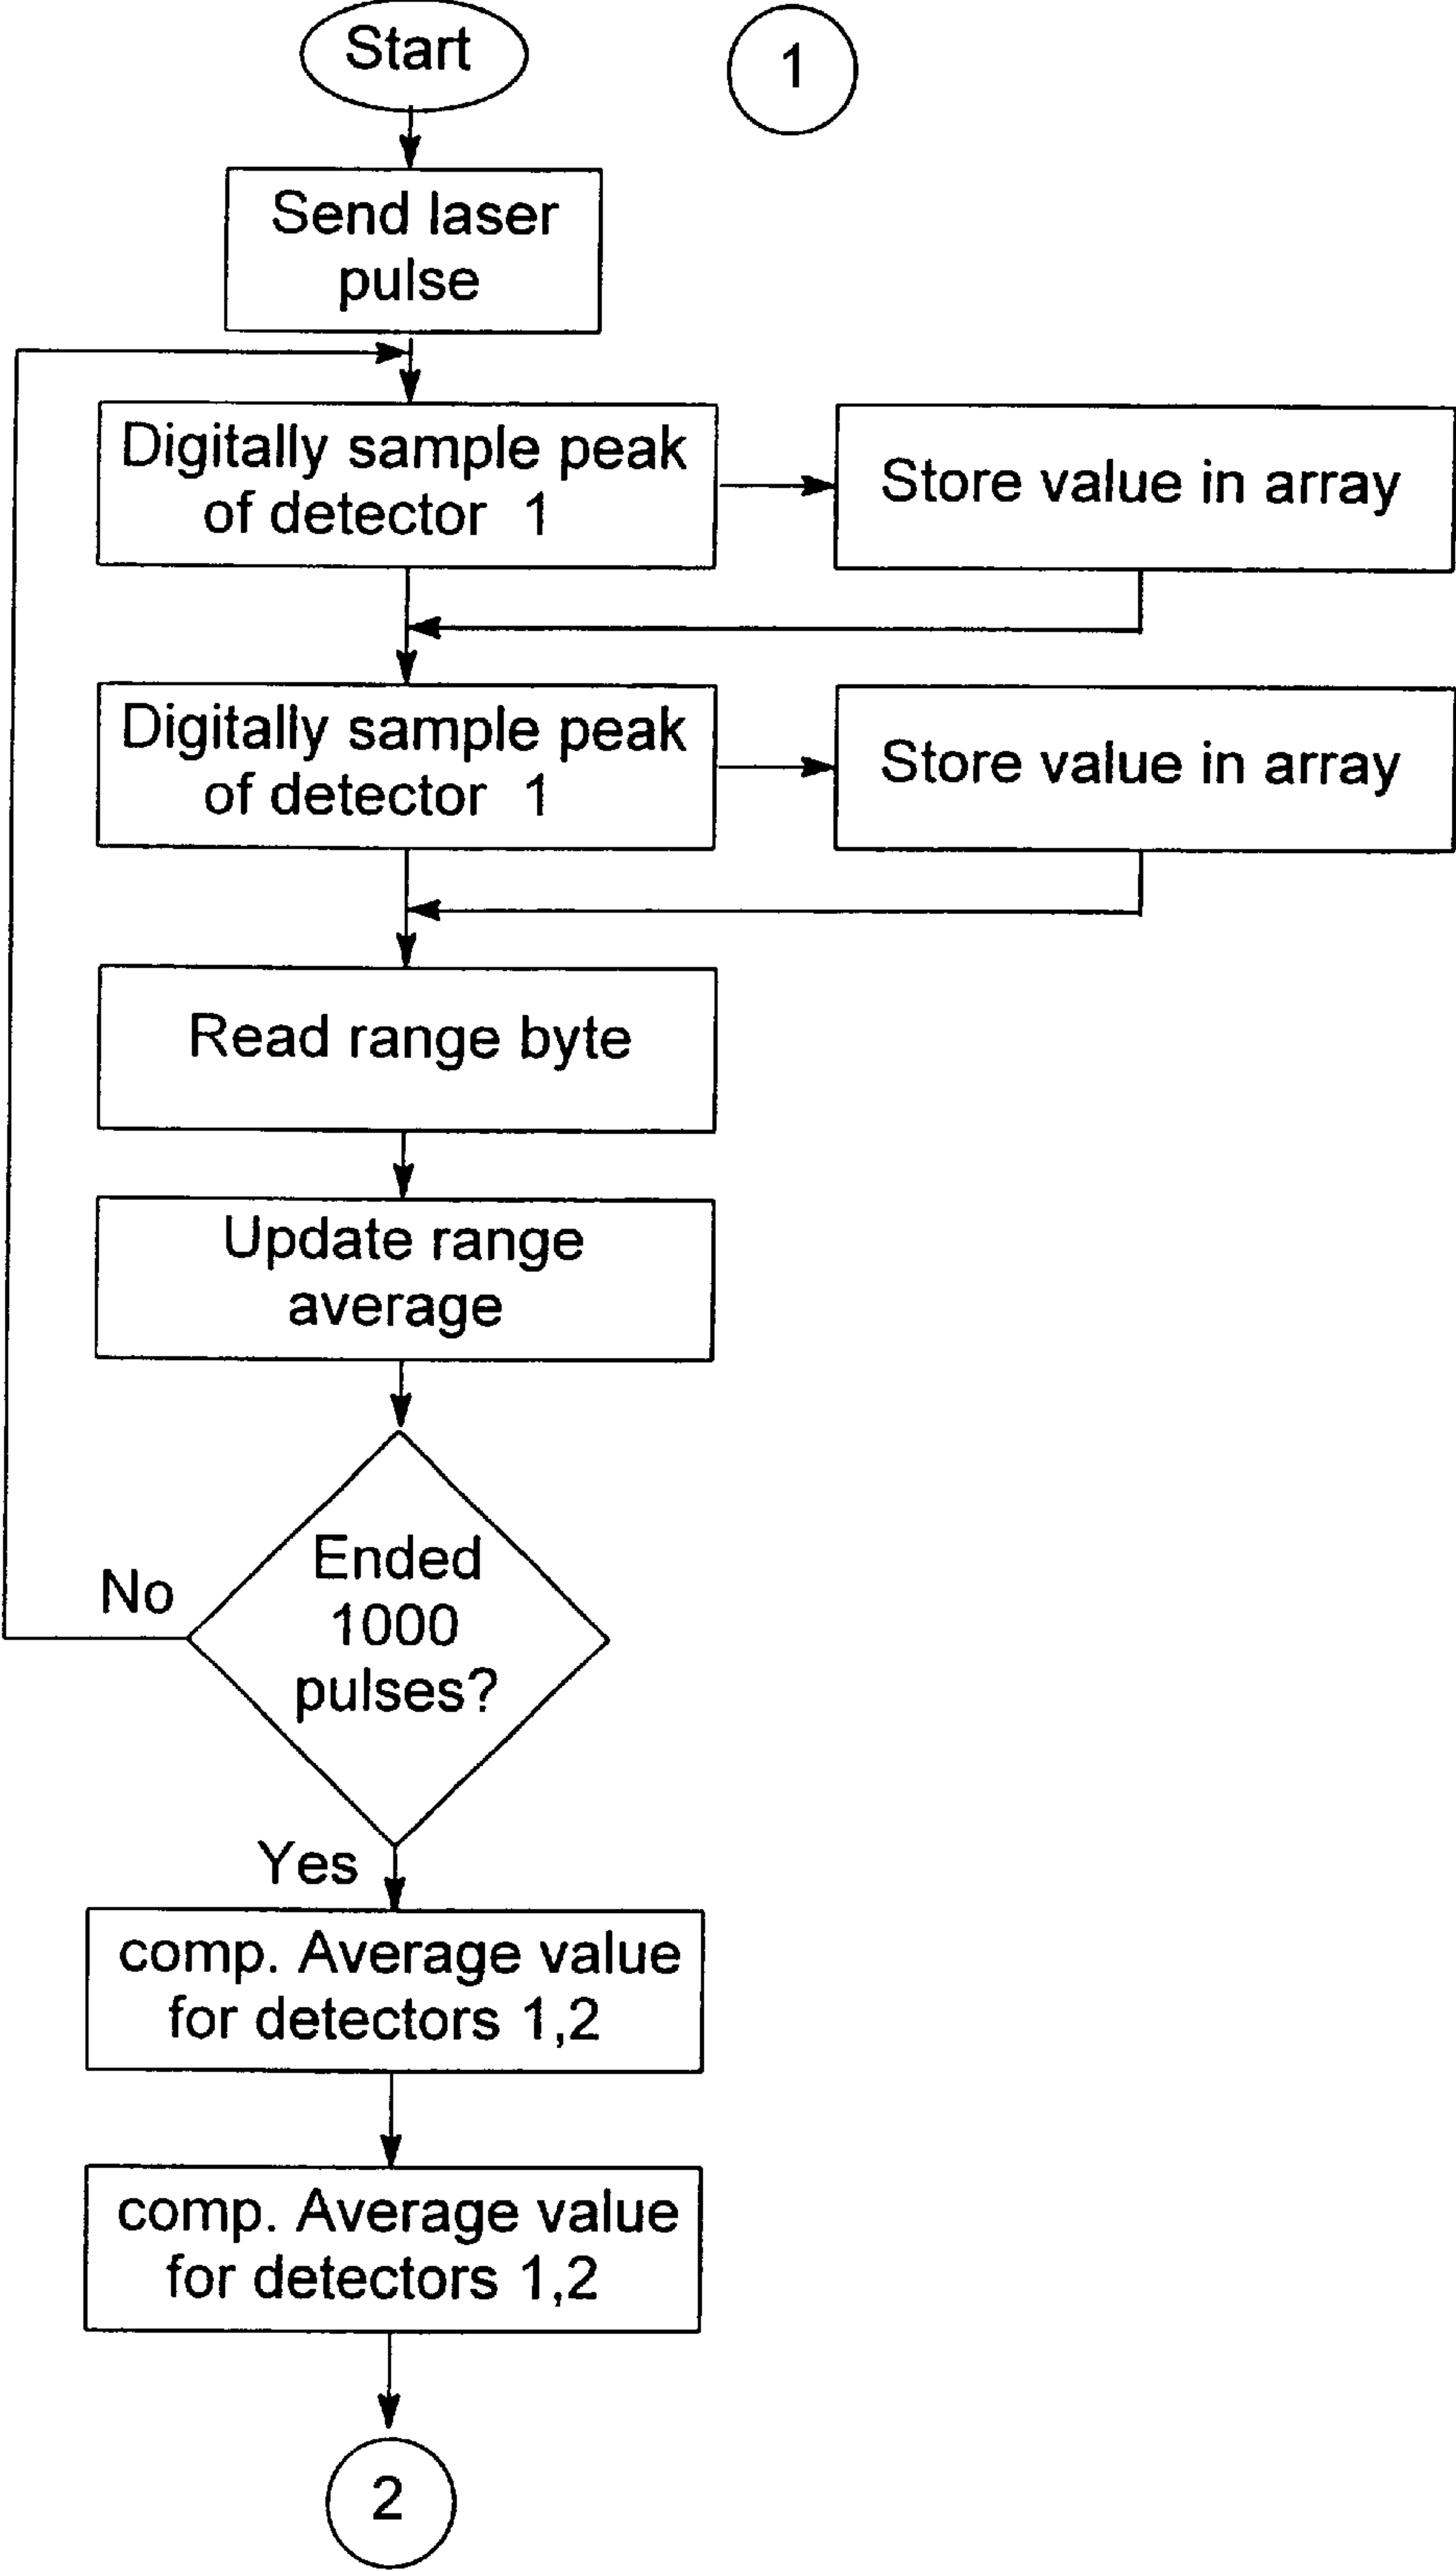 Start
1
Send laser
pulse
Digitally sample peak
of detector 1
Store value in array
Digitally sample peak
of detector 1
Store value in array
Read range byte
Update range
average
Ended
1000
pulses?
No
Yes
comp. Average value
for detectors 1,2
comp. Average value
for detectors 1,2
2